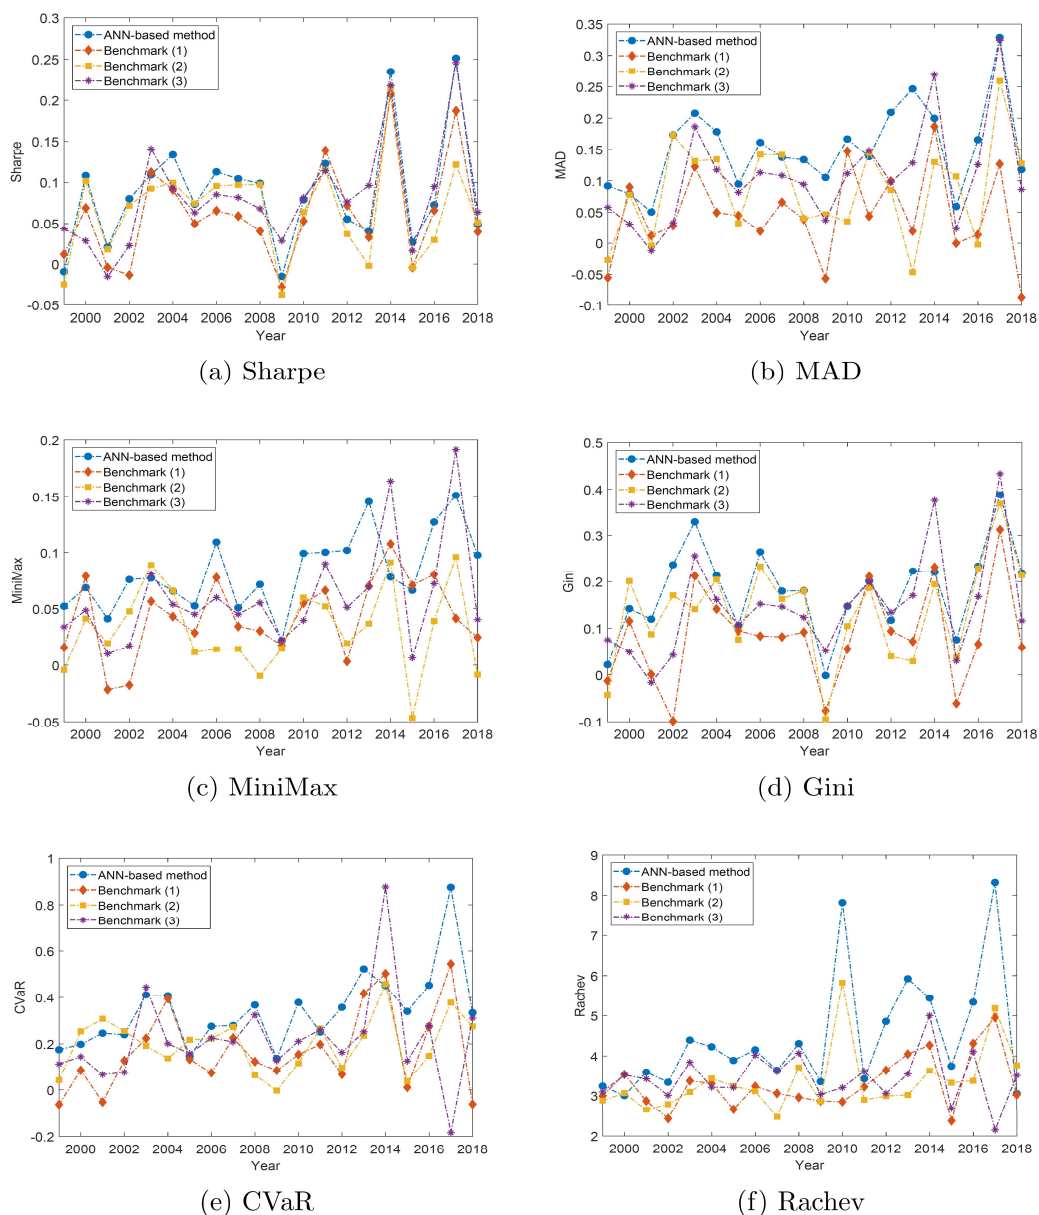 0.3
0.25
0.2
0.15
0.1
0.05
0
-0.05
Sharpe
ANN-based method
Benchmark (1)
Benchmark (2)
Benchmark (3)
2000 2002 2004 2006 2008 2010 2012 2014 2016 2018
Year
(a) Sharpe
0.35
0.3
0.25
0.2
0.15
0.1
0.05
0
-0.05
-0.1
MAD
ANN-based method
Benchmark (1)
Benchmark (2)
Benchmark (3)
2000 2002 2004 2006 2008 2010 2012 2014 2016 2018
Year
(b) MAD
0.2
0.15
0.1
0.05
0
-0.05
MiniMax
ANN-based method
Benchmark (1)
Benchmark (2)
Benchmark (3)
2000 2002 2004 2006 2008 2010 2012 2014 2016 2018
Year
(c) MiniMax
0.5
0.4
0.3
0.2
0.1
0
-0.1
Gini
ANN-based method
Benchmark (1)
Benchmark (2)
Benchmark (3)
2000 2002 2004 2006 2008 2010 2012 2014 2016 2018
Year
(d) Gini
1
0.8
0.6
0.4
0.2
0
-0.2
CVaR
ANN-based method
Benchmark (1)
Benchmark (2)
Benchmark (3)
2000 2002 2004 2006 2008 2010 2012 2014 2016 2018
Year
(e) CVaR
9
8
7
6
5
4
3
2
Rachev
ANN-based method
Benchmark (1)
Benchmark (2)
Benchmark (3)
2000 2002 2004 2006 2008 2010 2012 2014 2016 2018
Year
(f) Rachev